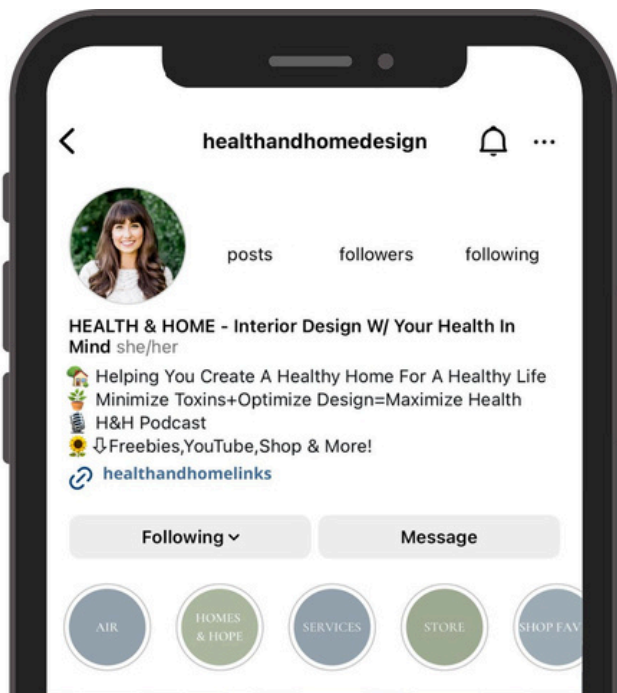 healthandhomedesign
posts followers following
HEALTH & HOME - Interior Design W/ Your Health In
Mind she/her
Helping You Create A Healthy Home For A Healthy Life
Minimize Toxins+Optimize Design=Maximize Health
H&H Podcast
Freebies,YouTube,Shop & More!
healthandhomelinks
Following Message
AIR
HOMES
& HOPE
SERVICES
STORE
SHOP FAV